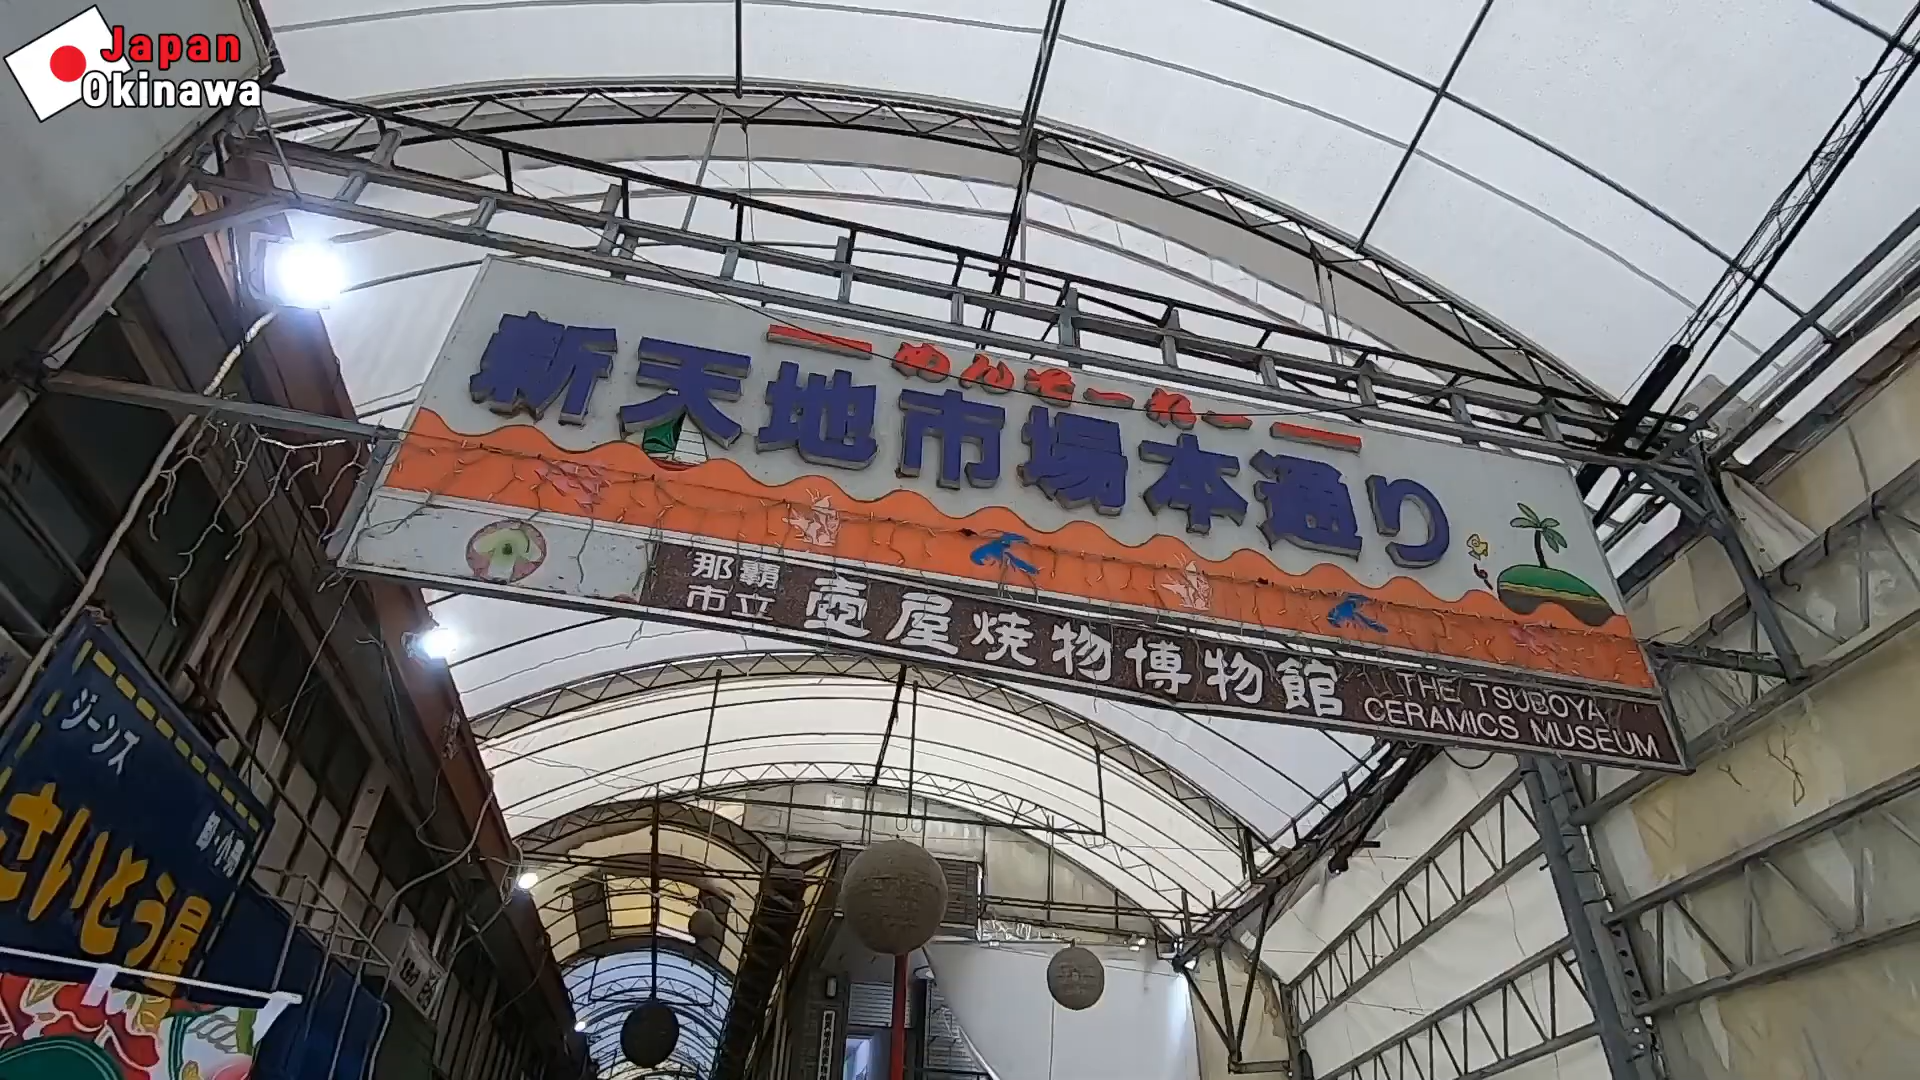 Japan
Okinawa
めんそーれー
新天地市場本通り
那覇
市立
壺屋焼物博物館
THE TSUBOYA
CERAMICS MUSEUM
ジーンズ
さいとう屋